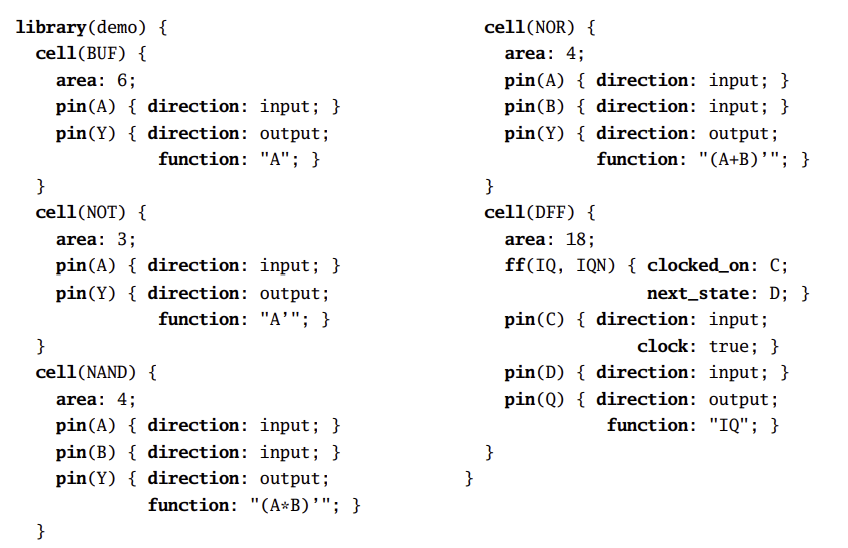 library(demo) {
  cell(BUF) {
    area: 6;
    pin(A) { direction: input; }
    pin(Y) { direction: output;
              function: "A"; }
  }
  cell(NOT) {
    area: 3;
    pin(A) { direction: input; }
    pin(Y) { direction: output;
              function: "A’"; }
  }
  cell(NAND) {
    area: 4;
    pin(A) { direction: input; }
    pin(B) { direction: input; }
    pin(Y) { direction: output;
             function: "(A*B)’"; }
  }
  cell(NOR) {
    area: 4;
    pin(A) { direction: input; }
    pin(B) { direction: input; }
    pin(Y) { direction: output;
             function: "(A+B)’"; }
  }
  cell(DFF) {
    area: 18;
    ff(IQ, IQN) { clocked_on: C;
                  next_state: D; }
    pin(C) { direction: input;
                 clock: true; }
    pin(D) { direction: input; }
    pin(Q) { direction: output;
              function: "IQ"; }
  }
}